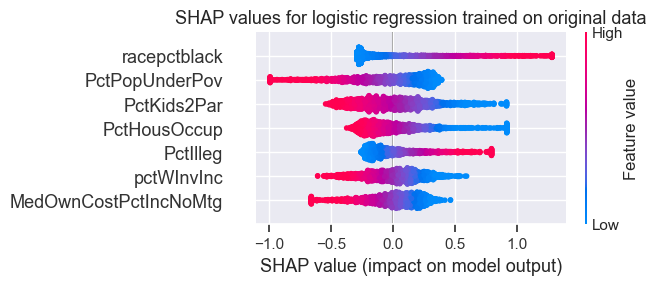 SHAP values for logistic regression trained on original data
High
racepctblack
PctPopUnderPov
PctKids2Par
PctHousOccup
PctIlleg
pctWInvInc
MedOwnCostPctIncNoMtg
Feature value
Low
-1.0 -0.5 0.0 0.5 1.0
SHAP value (impact on model output)